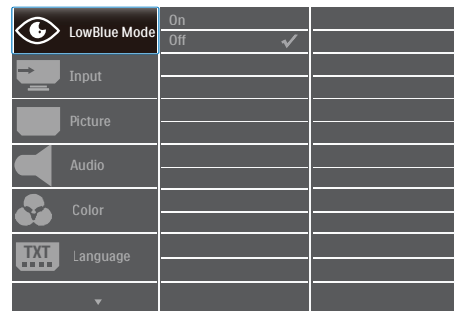 LowBlue Mode
On
Off
Input
Picture
Audio
Color
TXT
Language